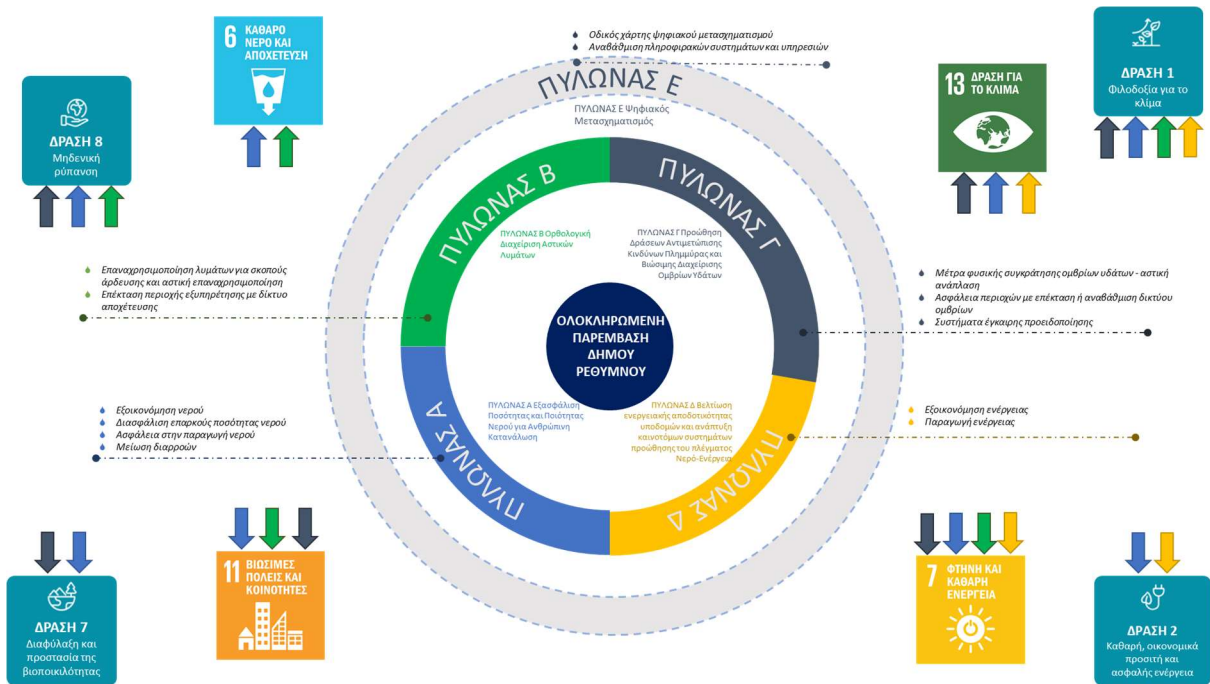 Οδικός χάρτης ψηφιακού μετασχηματισμού
Αναβάθμιση πληροφιρακών συστημάτων και υπηρεσιών
6 ΚΑΘΑΡΟ
ΝΕΡΟ ΚΑΙ
ΑΠΟΧΕΤΕΥΣΗ
13 ΔΡΑΣΗ ΓΙΑ
ΤΟ ΚΛΙΜΑ
ΔΡΑΣΗ 1
Φιλοδοξία για το
κλίμα
ΔΡΑΣΗ 8
Μηδενική
ρύπανση
ΠΥΛΩΝΑΣ Ε
ΠΥΛΩΝΑΣ Ε Ψηφιακός
Μετασχηματισμός
ΠΥΛΩΝΑΣ Β
ΠΥΛΩΝΑΣ Γ
ΠΥΛΩΝΑΣ Β Ορθολογική
Διαχείριση Αστικών
Λυμάτων
ΠΥΛΩΝΑΣ Γ Προώθηση
Δράσεων Αντιμετώπισης
Κινδύνων Πλημμύρας και
Βιώσιμης Διαχείρισης
Ομβρίων Υδάτων
Επαναχρησιμοποίηση λυμάτων για σκοπούς
άρδευσης και αστική επαναχρησιμοποίηση
Επέκταση περιοχής εξυπηρέτησης με δίκτυο
αποχέτευσης
Μέτρα φυσικής συγκράτησης ομβρίων υδάτων - αστική
ανάπλαση
Ασφάλεια περιοχών με επέκταση ή αναβάθμιση δικτύου
ομβρίων
Συστήματα έγκαιρης προειδοποίησης
ΟΛΟΚΛΗΡΩΜΕΝΗ
ΠΑΡΕΜΒΑΣΗ
ΔΗΜΟΥ
ΡΕΘΥΜΝΟΥ
Εξοικονόμηση νερού
Διασφάλιση επαρκούς ποσότητας νερού
Ασφάλεια στην παραγωγή νερού
Μείωση διαρροών
ΠΥΛΩΝΑΣ Α Εξασφάλιση
Ποσότητας και Ποιότητας
Νερού για Ανθρώπινη
Κατανάλωση
ΠΥΛΩΝΑΣ Δ Βελτίωση
ενεργειακής αποδοτικότητας
υποδομών και ανάπτυξη
καινοτόμων συστημάτων
προώθησης του πλέγματος
Νερό-Ενέργεια
Εξοικονόμηση ενέργειας
Παραγωγή ενέργειας
ΠΥΛΩΝΑΣ Α
ΠΥΛΩΝΑΣ Δ
ΔΡΑΣΗ 7
Διαφύλαξη και
προστασία της
βιοποικιλότητας
11 ΒΙΩΣΙΜΕΣ
ΠΟΛΕΙΣ ΚΑΙ
ΚΟΙΝΟΤΗΤΕΣ
7 ΦΤΗΝΗ ΚΑΙ
ΚΑΘΑΡΗ
ΕΝΕΡΓΕΙΑ
ΔΡΑΣΗ 2
Καθαρή, οικονομικά
προσιτή και
ασφαλή ενέργεια